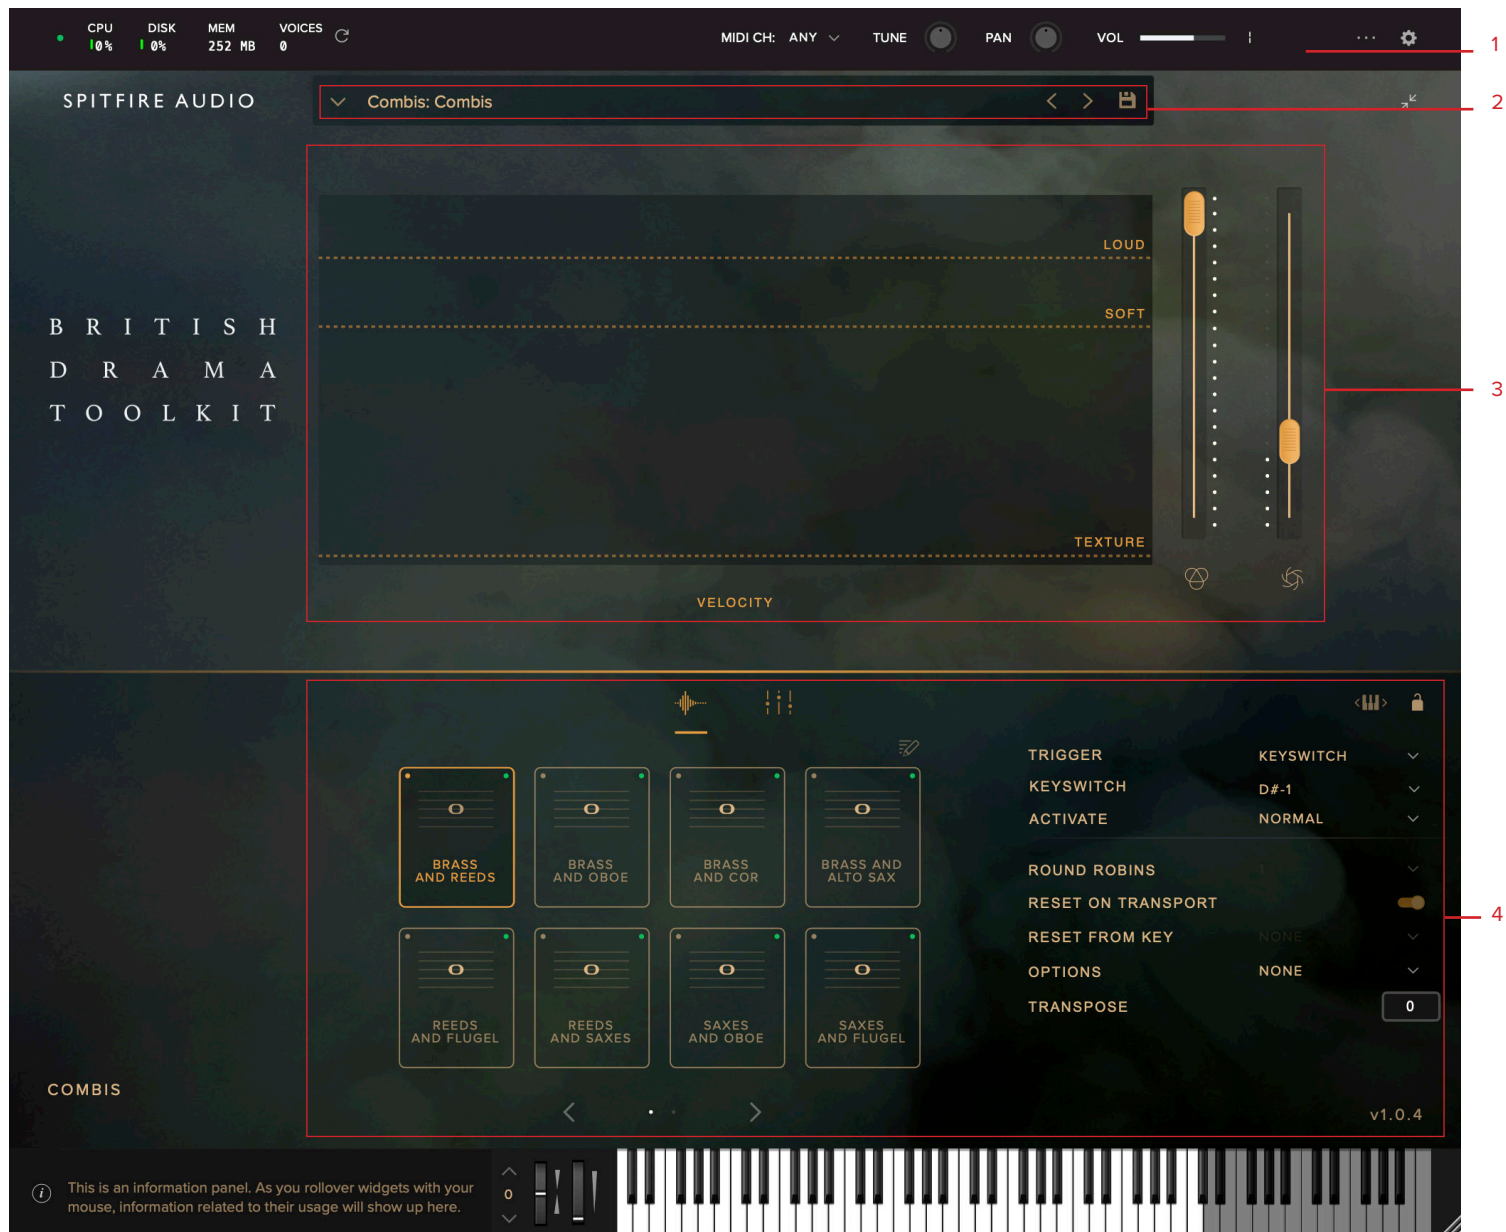 CPU DISK MEM VOICES
0% 0% 252 MB 0
MIDI CH: ANY TUNE PAN VOL
1
SPITFIRE AUDIO
Combis: Combis
2
LOUD
SOFT
BRITISH
DRAMA
TOOLKIT
3
TEXTURE
VELOCITY
TRIGGER KEYSWITCH
KEYSWITCH D#-1
ACTIVATE NORMAL
BRASS
AND REEDS
BRASS
AND OBOE
BRASS
AND COR
BRASS AND
ALTO SAX
ROUND ROBINS
RESET ON TRANSPORT
4
RESET FROM KEY NONE
OPTIONS NONE
TRANSPOSE 0
REEDS
AND FLUGEL
REEDS
AND SAXES
SAXES
AND OBOE
SAXES
AND FLUGEL
COMBIS
v1.0.4
This is an information panel. As you rollover widgets with your
mouse, information related to their usage will show up here.
0